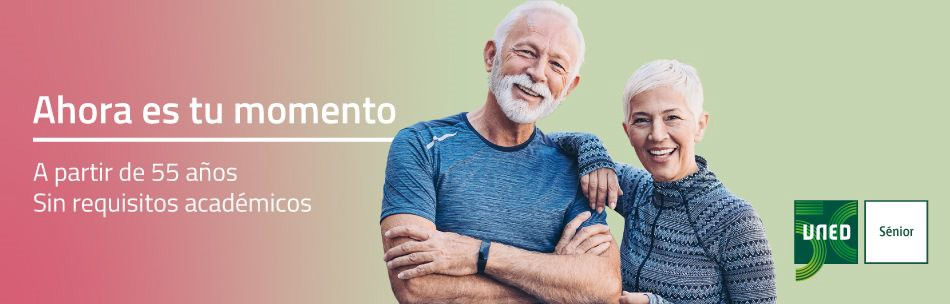 Ahora es tu momento
A partir de 55 años
Sin requisitos académicos
UNED
Sénior